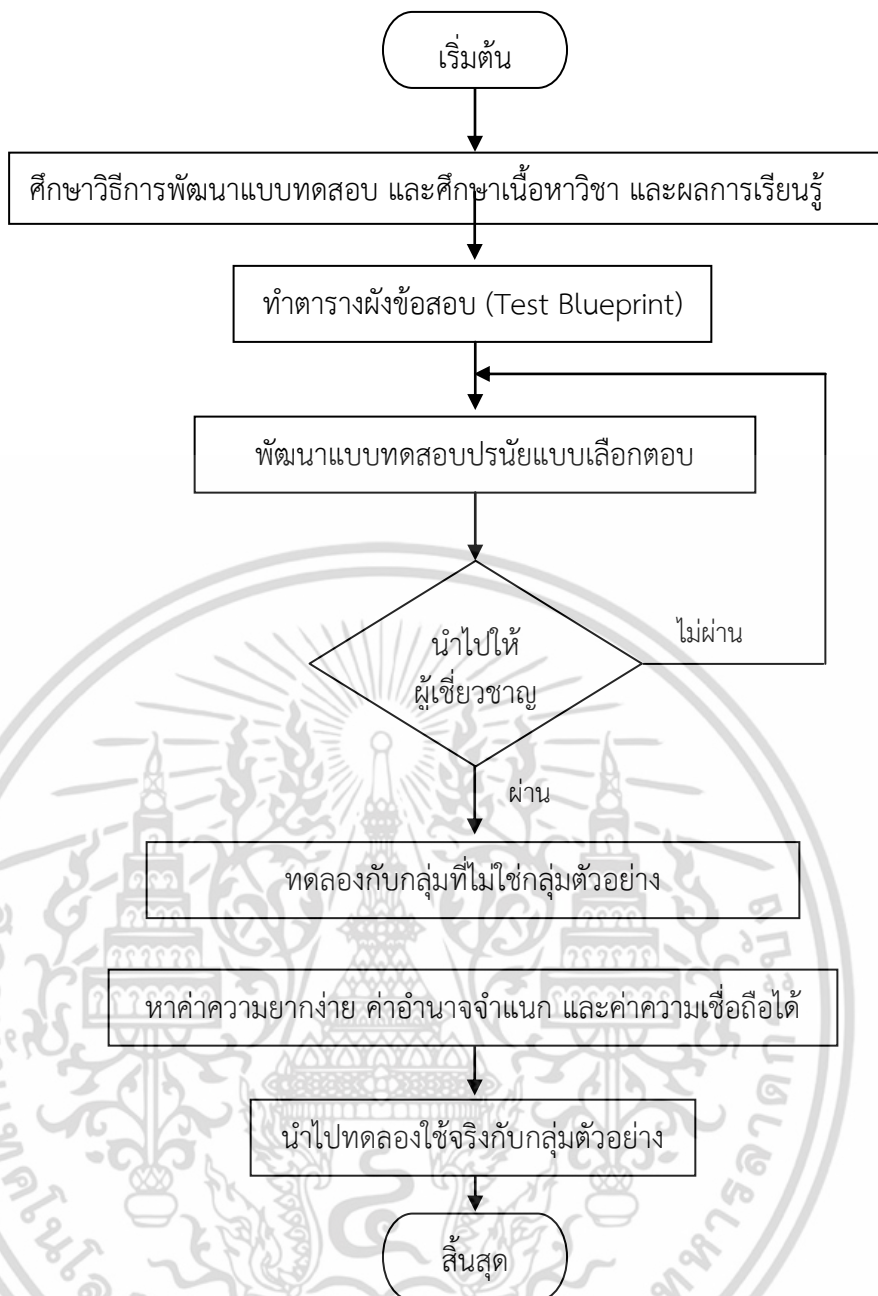 เริ่มต้น
ศึกษาวิธีการพัฒนาแบบทดสอบ และศึกษาเนื้อหาวิชา และผลการเรียนรู้
ทำตารางผังข้อสอบ (Test Blueprint)
พัฒนาแบบทดสอบปรนัยแบบเลือกตอบ
นำไปให้
ผู้เชี่ยวชาญ
ไม่ผ่าน
ผ่าน
ทดลองกับกลุ่มที่ไม่ใช่กลุ่มตัวอย่าง
หาค่าความยากง่าย ค่าอำนาจจำแนก และค่าความเชื่อถือได้
นำไปทดลองใช้จริงกับกลุ่มตัวอย่าง
สิ้นสุด